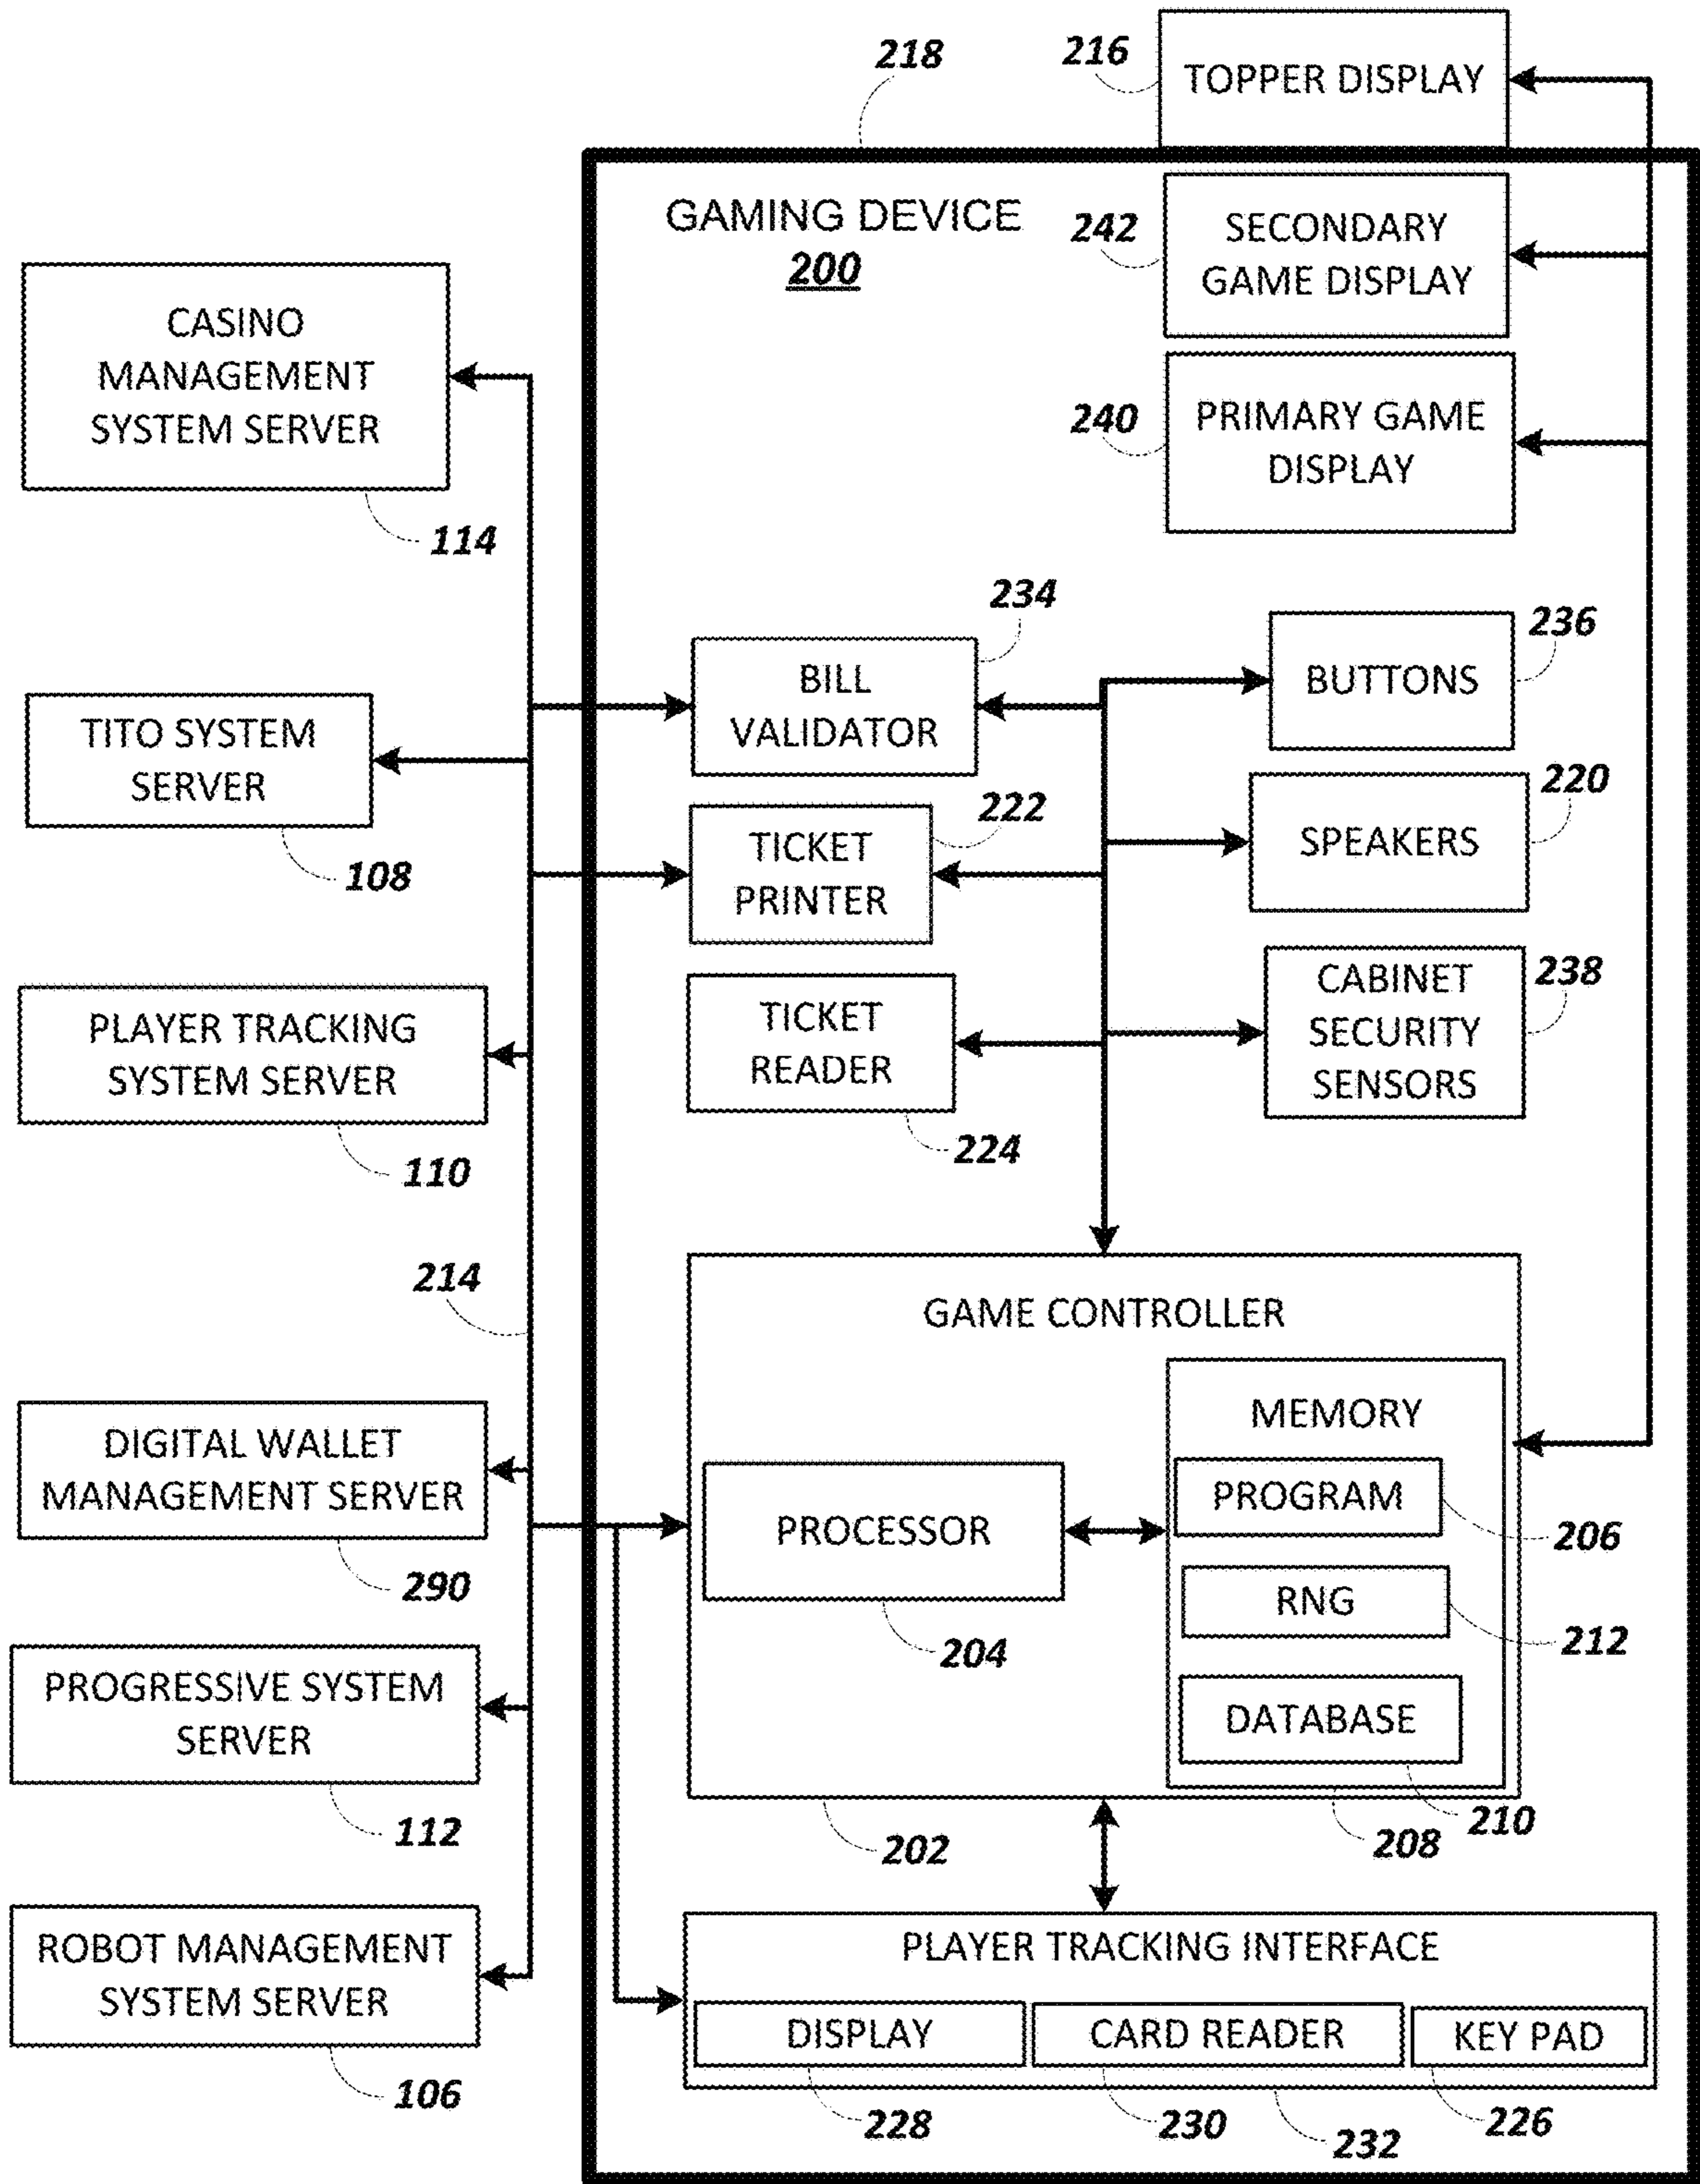 218
216
TOPPER DISPLAY
GAMING DEVICE
200
242
SECONDARY
GAME DISPLAY
CASINO
MANAGEMENT
SYSTEM SERVER
114
240
PRIMARY GAME
DISPLAY
234
BILL
VALIDATOR
236
BUTTONS
TITO SYSTEM
SERVER
108
222
TICKET
PRINTER
220
SPEAKERS
PLAYER TRACKING
SYSTEM SERVER
110
TICKET
READER
224
238
CABINET
SECURITY
SENSORS
214
GAME CONTROLLER
DIGITAL WALLET
MANAGEMENT SERVER
290
PROCESSOR
204
MEMORY
PROGRAM
206
RNG
212
DATABASE
210
208
202
PROGRESSIVE SYSTEM
SERVER
112
ROBOT MANAGEMENT
SYSTEM SERVER
106
PLAYER TRACKING INTERFACE
DISPLAY
CARD READER
KEY PAD
228
230
232
226